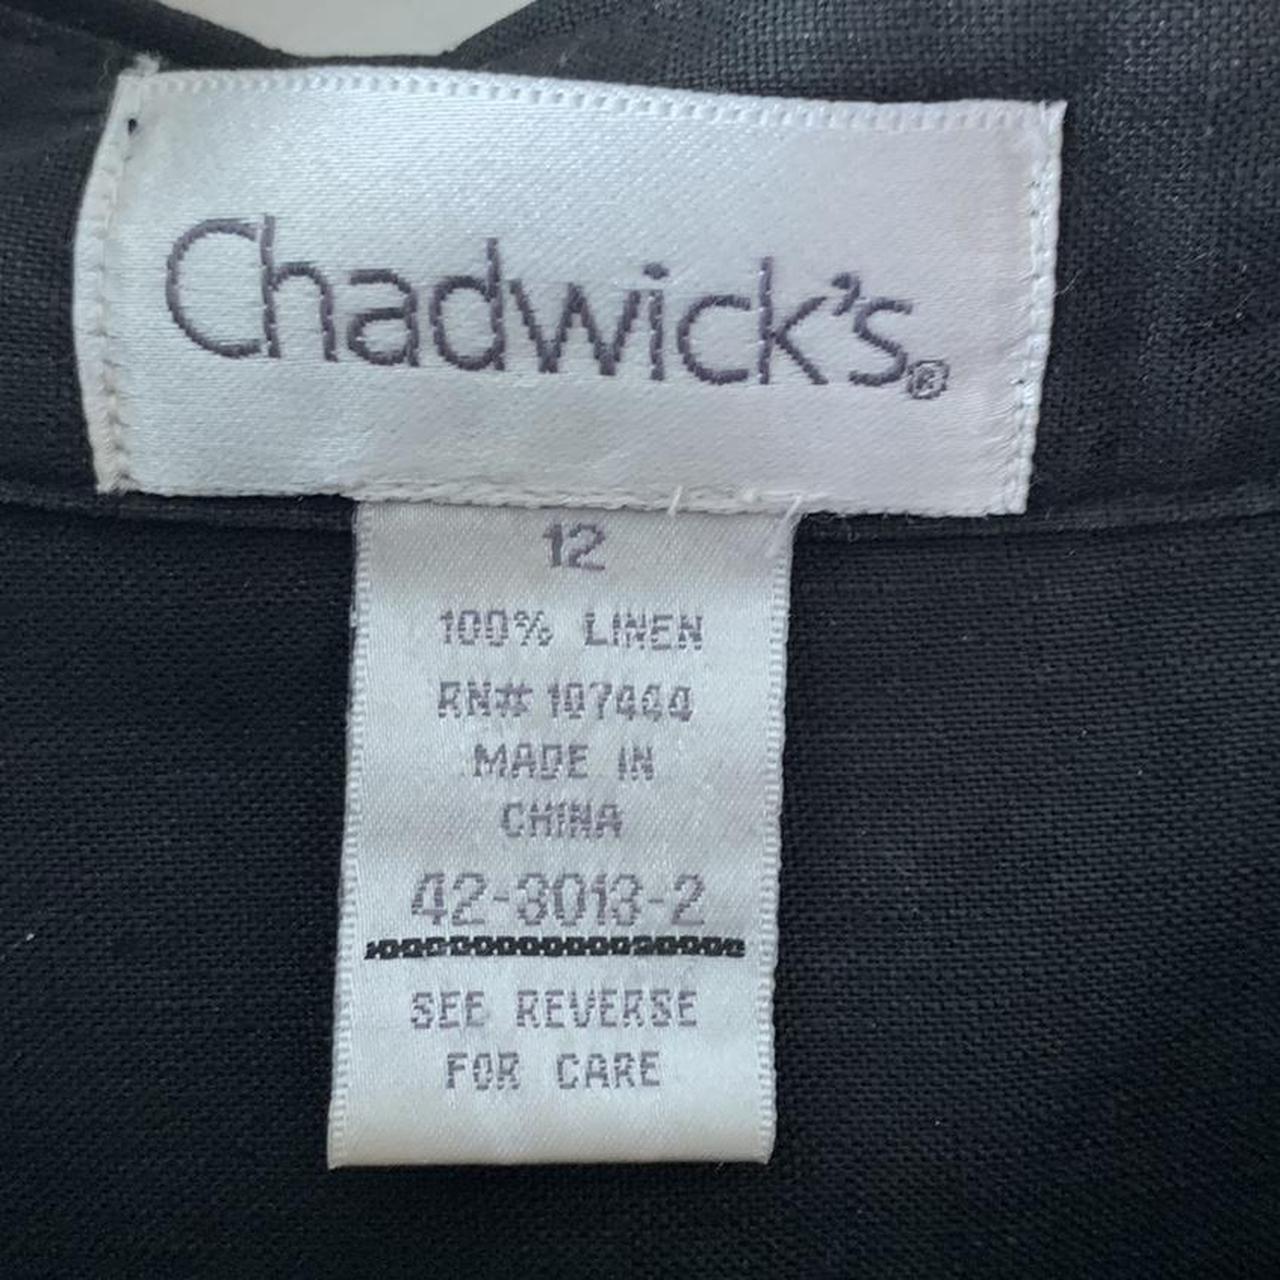 Chadwick's®
12
100% LINEN
RN# 107444
MADE IN
CHINA
42-3013-2
SEE REVERSE
FOR CARE